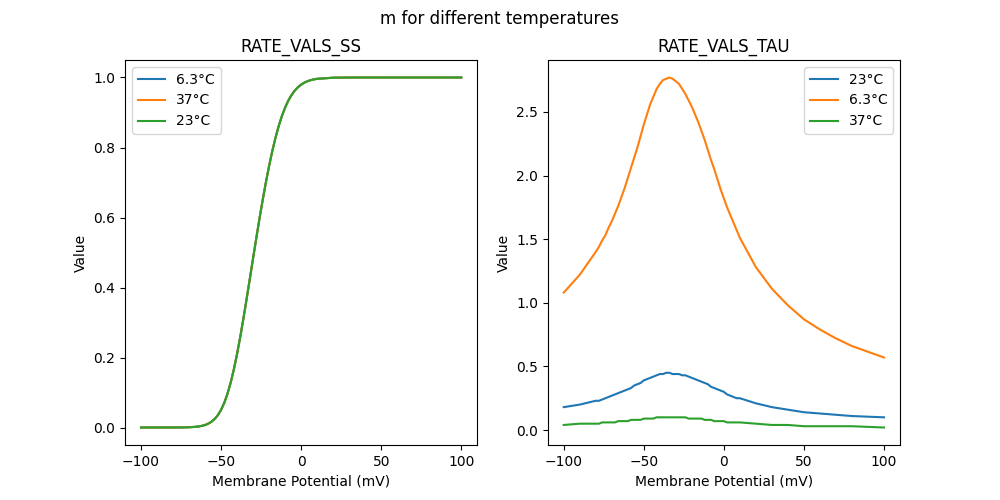 m for different temperatures
RATE_VALS_SS
1.0
0.8
0.6
0.4
0.2
0.0
Value
6.3°C
37°C
23°C
−100
−50
0
50
100
Membrane Potential (mV)
RATE_VALS_TAU
2.5
2.0
1.5
1.0
0.5
0.0
Value
23°C
6.3°C
37°C
−100
−50
0
50
100
Membrane Potential (mV)